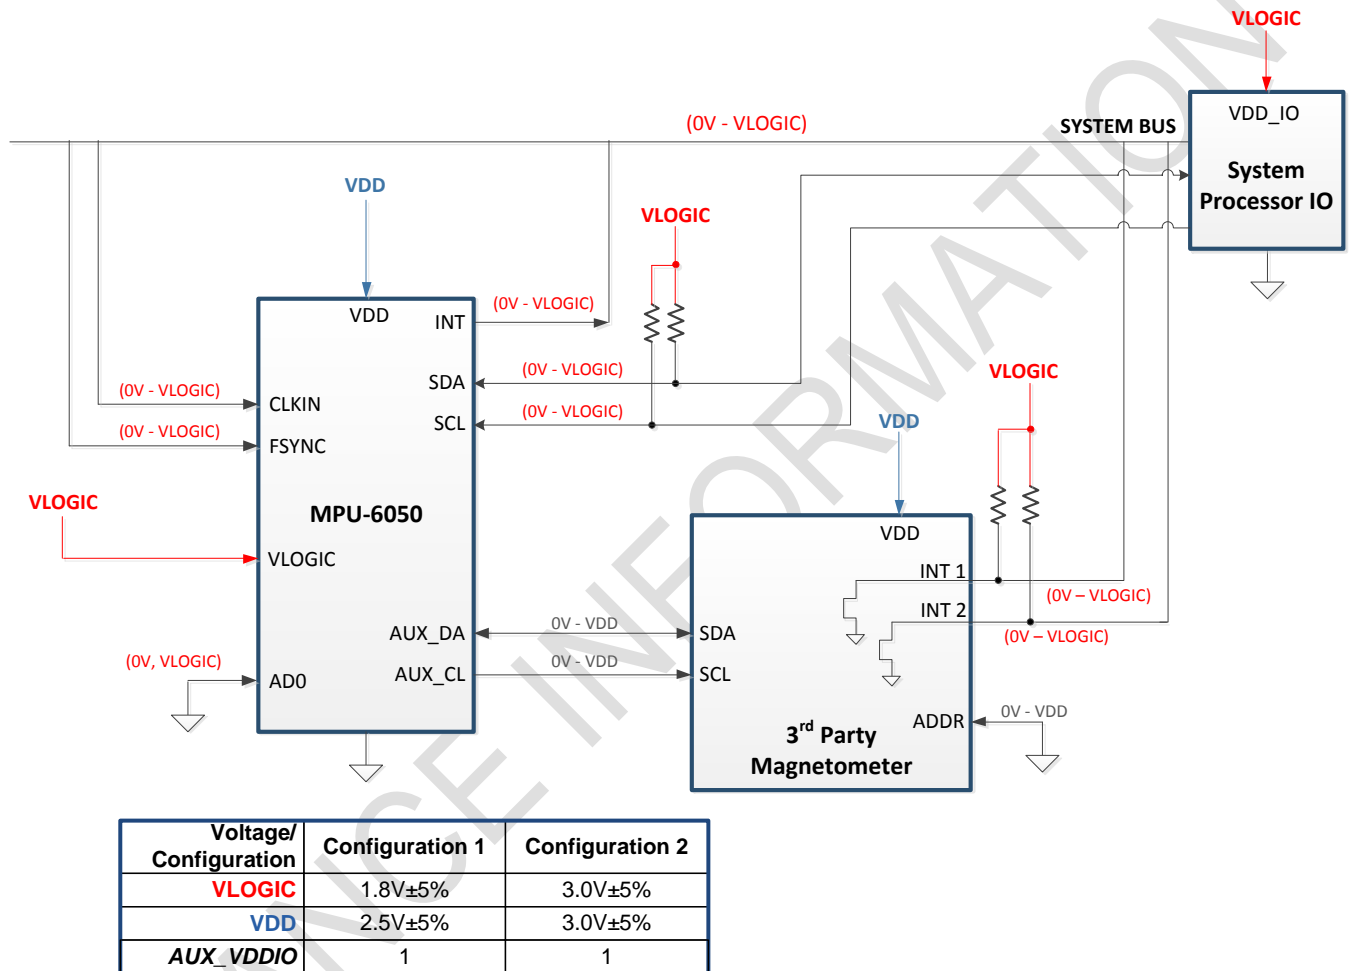 VLOGIC
(0V - VLOGIC)
SYSTEM BUS
VDD_IO
System
Processor IO
VDD
VLOGIC
VDD
INT
(0V - VLOGIC)
(0V - VLOGIC)
CLKIN
SDA
(0V - VLOGIC)
(0V - VLOGIC)
FSYNC
SCL
(0V - VLOGIC)
VLOGIC
MPU-6050
VLOGIC
AUX_DA
0V - VDD
AUX_CL
0V - VDD
(0V, VLOGIC)
AD0
VLOGIC
VDD
VDD
INT 1
(0V – VLOGIC)
INT 2
(0V – VLOGIC)
SDA
SCL
ADDR
0V - VDD
3rd Party
Magnetometer
Voltage/
Configuration
Configuration 1
Configuration 2
VLOGIC 1.8V±5% 3.0V±5%
VDD 2.5V±5% 3.0V±5%
AUX_VDDIO 1 1
ANCE INFORMATION